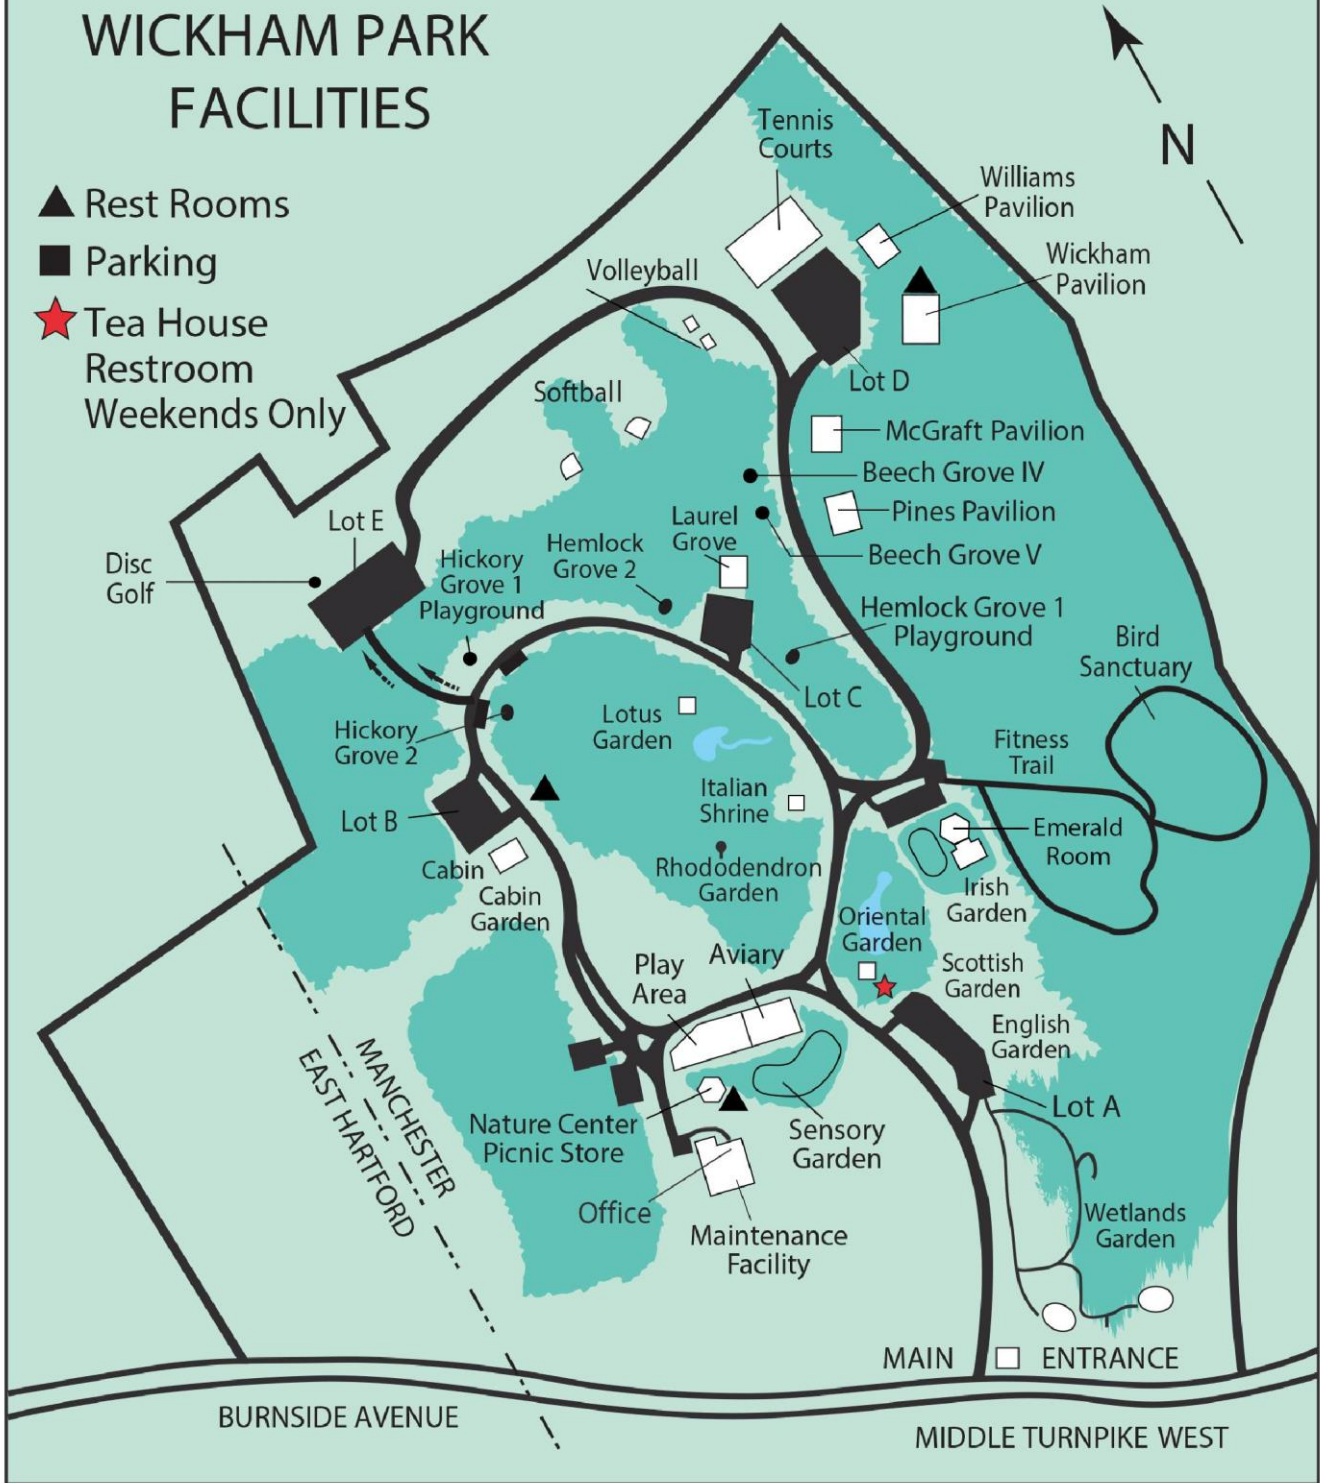 WICKHAM PARK
FACILITIES
Rest Rooms
Parking
Tea House
Restroom
Weekends Only
N
Tennis
Courts
Williams
Pavilion
Wickham
Pavilion
Volleyball
Lot D
Softball
McGraft Pavilion
Beech Grove IV
Pines Pavilion
Beech Grove V
Laurel
Grove
Hemlock
Grove 2
Lot E
Disc
Golf
Hickory
Grove 1
Playground
Hemlock Grove 1
Playground
Bird
Sanctuary
Lot C
Lotus
Garden
Hickory
Grove 2
Fitness
Trail
Italian
Shrine
Lot B
Emerald
Room
Cabin
Cabin
Garden
Rhododendron
Garden
Irish
Garden
Oriental
Garden
Aviary
Play
Area
Scottish
Garden
English
Garden
Lot A
MANCHESTER
EAST HARTFORD
Nature Center
Picnic Store
Sensory
Garden
Office
Maintenance
Facility
Wetlands
Garden
MAIN ENTRANCE
BURNSIDE AVENUE
MIDDLE TURNPIKE WEST